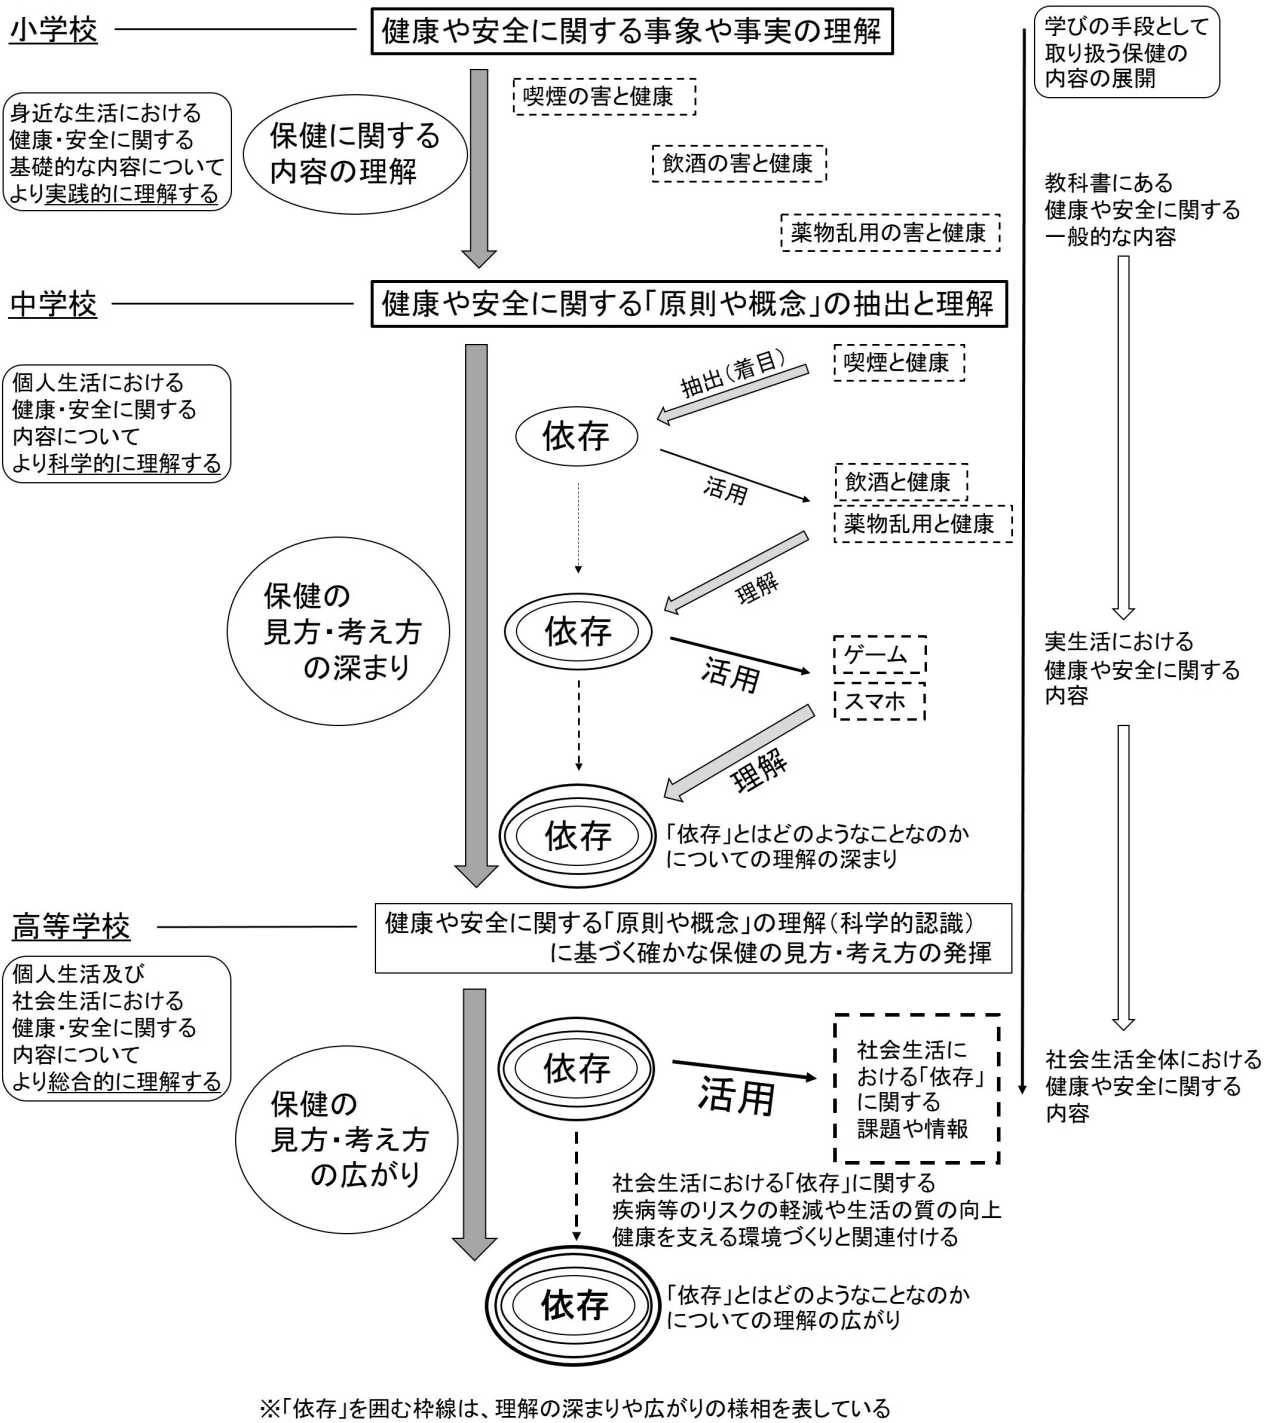 小学校
健康や安全に関する事象や事実の理解
学びの手段として
取り扱う保健の
内容の展開
身近な生活における
健康・安全に関する
基礎的な内容について
より実践的に理解する
保健に関する
内容の理解
喫煙の害と健康
飲酒の害と健康
薬物乱用の害と健康
教科書にある
健康や安全に関する
一般的な内容
中学校
健康や安全に関する「原則や概念」の抽出と理解
個人生活における
健康・安全に関する
内容について
より科学的に理解する
抽出（着目）
喫煙と健康
依存
活用
飲酒と健康
薬物乱用と健康
理解
保健の
見方・考え方
の深まり
依存
活用
ゲーム
スマホ
理解
実生活における
健康や安全に関する
内容
依存
「依存」とはどのようなことなのか
についての理解の深まり
高等学校
健康や安全に関する「原則や概念」の理解（科学的認識）
に基づく確かな保健の見方・考え方の発揮
個人生活及び
社会生活における
健康・安全に関する
内容について
より総合的に理解する
保健の
見方・考え方
の広がり
依存
活用
社会生活に
おける「依存」
に関する
課題や情報
社会生活全体における
健康や安全に関する
内容
社会生活における「依存」に関する
疾病等のリスクの軽減や生活の質の向上
健康を支える環境づくりと関連付ける
依存
「依存」とはどのようなことなのか
についての理解の広がり
※「依存」を囲む枠線は、理解の深まりや広がりの様相を表している